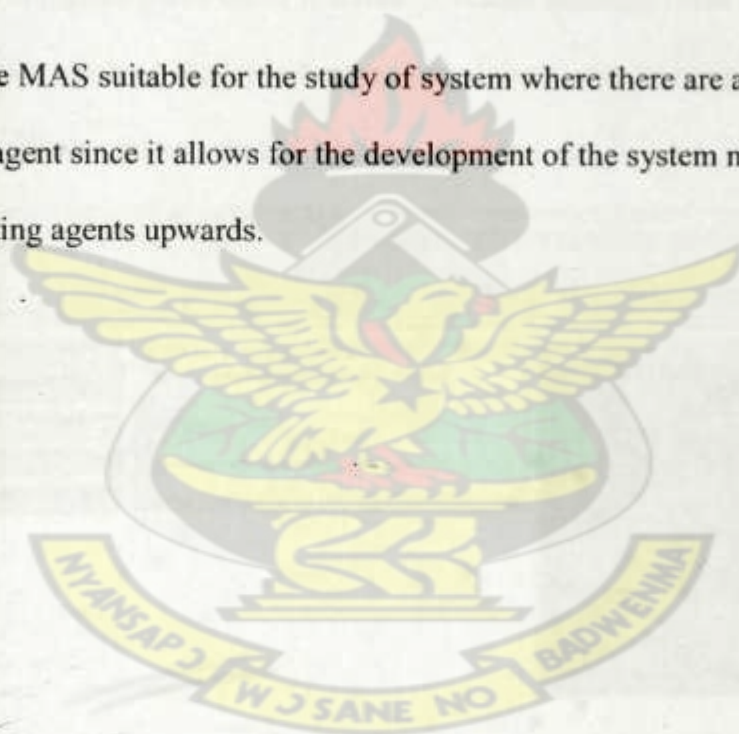 e MAS suitable for the study of system where there are a
agent since it allows for the development of the system m
ing agents upwards.
NYANSAPƆ WƆSANE NO BADWENMA